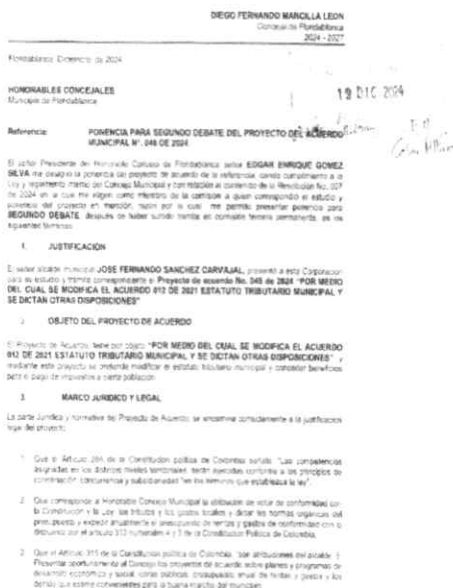 DIEGO FERNANDO MANCILLA LEON
Concejal de Floridablanca
2024 - 2027
Floridablanca, Diciembre de 2024
HONORABLES CONCEJALES
Municipio de Floridablanca
19 DIC 2024
Referencia: PONENCIA PARA SEGUNDO DEBATE DEL PROYECTO DEL ACUERDO
MUNICIPAL N°. 046 DE 2024
El señor Presidente del Honorable Concejo de Floridablanca señor EDGAR ENRIQUE GOMEZ
SILVA me designo la ponencia del proyecto de acuerdo de la referencia, dando cumplimiento a la
Ley y reglamento interno del Concejo Municipal y con relación al contenido de la Resolución No. 007
de 2024 en la cual me eligen como miembro de la comisión a quien correspondió el estudio y
ponencia del proyecto en mención, razón por la cual me permito presentar ponencia para
SEGUNDO DEBATE, después de haber surtido tramite en comisión tercera permanente, en los
siguientes términos
1. JUSTIFICACIÓN
El señor alcalde municipal JOSE FERNANDO SANCHEZ CARVAJAL, presentó a esta Corporación
para su estudio y tramite correspondiente el Proyecto de acuerdo No. 046 de 2024 "POR MEDIO
DEL CUAL SE MODIFICA EL ACUERDO 012 DE 2021 ESTATUTO TRIBUTARIO MUNICIPAL Y
SE DICTAN OTRAS DISPOSICIONES"
OBJETO DEL PROYECTO DE ACUERDO
El Proyecto de Acuerdo, tiene por objeto "POR MEDIO DEL CUAL SE MODIFICA EL ACUERDO
012 DE 2021 ESTATUTO TRIBUTARIO MUNICIPAL Y SE DICTAN OTRAS DISPOSICIONES" y
mediante este proyecto se pretende modificar el estatuto tributario municipal y conceder beneficios
para el pago de impuestos a cierta población
3. MARCO JURIDICO Y LEGAL
La parte Jurídica y normativa del Proyecto de Acuerdo, se encamina correctamente a la justificación
legal del proyecto
1. Que el Artículo 288 de la Constitución política de Colombia señala: "Las competencias
asignadas en los distintos niveles territoriales, serán ejercidas conforme a los principios de
coordinación, concurrencia y subsidiariedad "en los términos que establezca la ley".
2. Que corresponde a Honorable Concejo Municipal la atribución de votar de conformidad con
la Constitución y la Ley, los tributos y los gastos locales y dictar las normas orgánicas del
presupuesto y expedir anualmente el presupuesto de rentas y gastos de conformidad con lo
dispuesto por el artículo 313 numerales 4 y 5 de la Constitución Política de Colombia.
2. Que el Artículo 315 de la Constitución política de Colombia, "son atribuciones del alcalde:
Presentar oportunamente al Concejo los proyectos de acuerdo sobre planes y programas de
desarrollo económico y social, obras públicas, presupuesto anual de rentas y gastos y los
demás que estime convenientes para la buena marcha del municipio